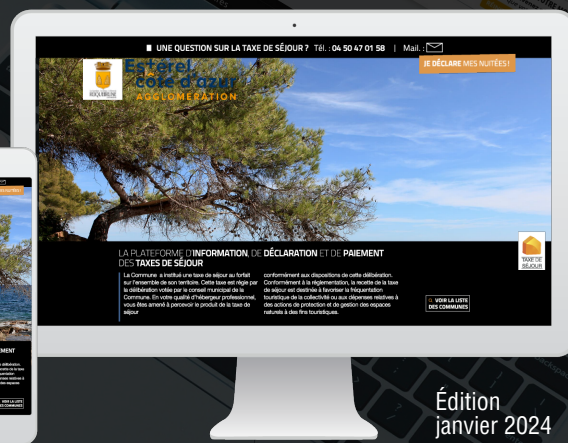 UNE QUESTION SUR LA TAXE DE SÉJOUR ? Tél. : 04 50 47 01 58 | Mail. :
JE DÉCLARE MES NUITÉES !
Esterel
côte d'azur
AGGLOMÉRATION
ROQUEBRUNE
LA PLATEFORME D'INFORMATION, DE DÉCLARATION ET DE PAIEMENT
DES TAXES DE SÉJOUR
La Commune a institué une taxe de séjour au forfait
sur l'ensemble de son territoire. Cette taxe est régie par
la délibération votée par le conseil municipal de la
Commune. En votre qualité d'hébergeur professionnel,
vous êtes amené à percevoir le produit de la taxe de
séjour
conformément aux dispositions de cette délibération.
Conformément à la réglementation, la recette de la taxe
de séjour est destinée à favoriser la fréquentation
touristique de la collectivité ou aux dépenses relatives à
des actions de protection et de gestion des espaces
naturels à des fins touristiques.
TAXE DE
SÉJOUR
VOIR LA LISTE
DES COMMUNES
VOIR LA LISTE
DES COMMUNES
Édition
janvier 2024